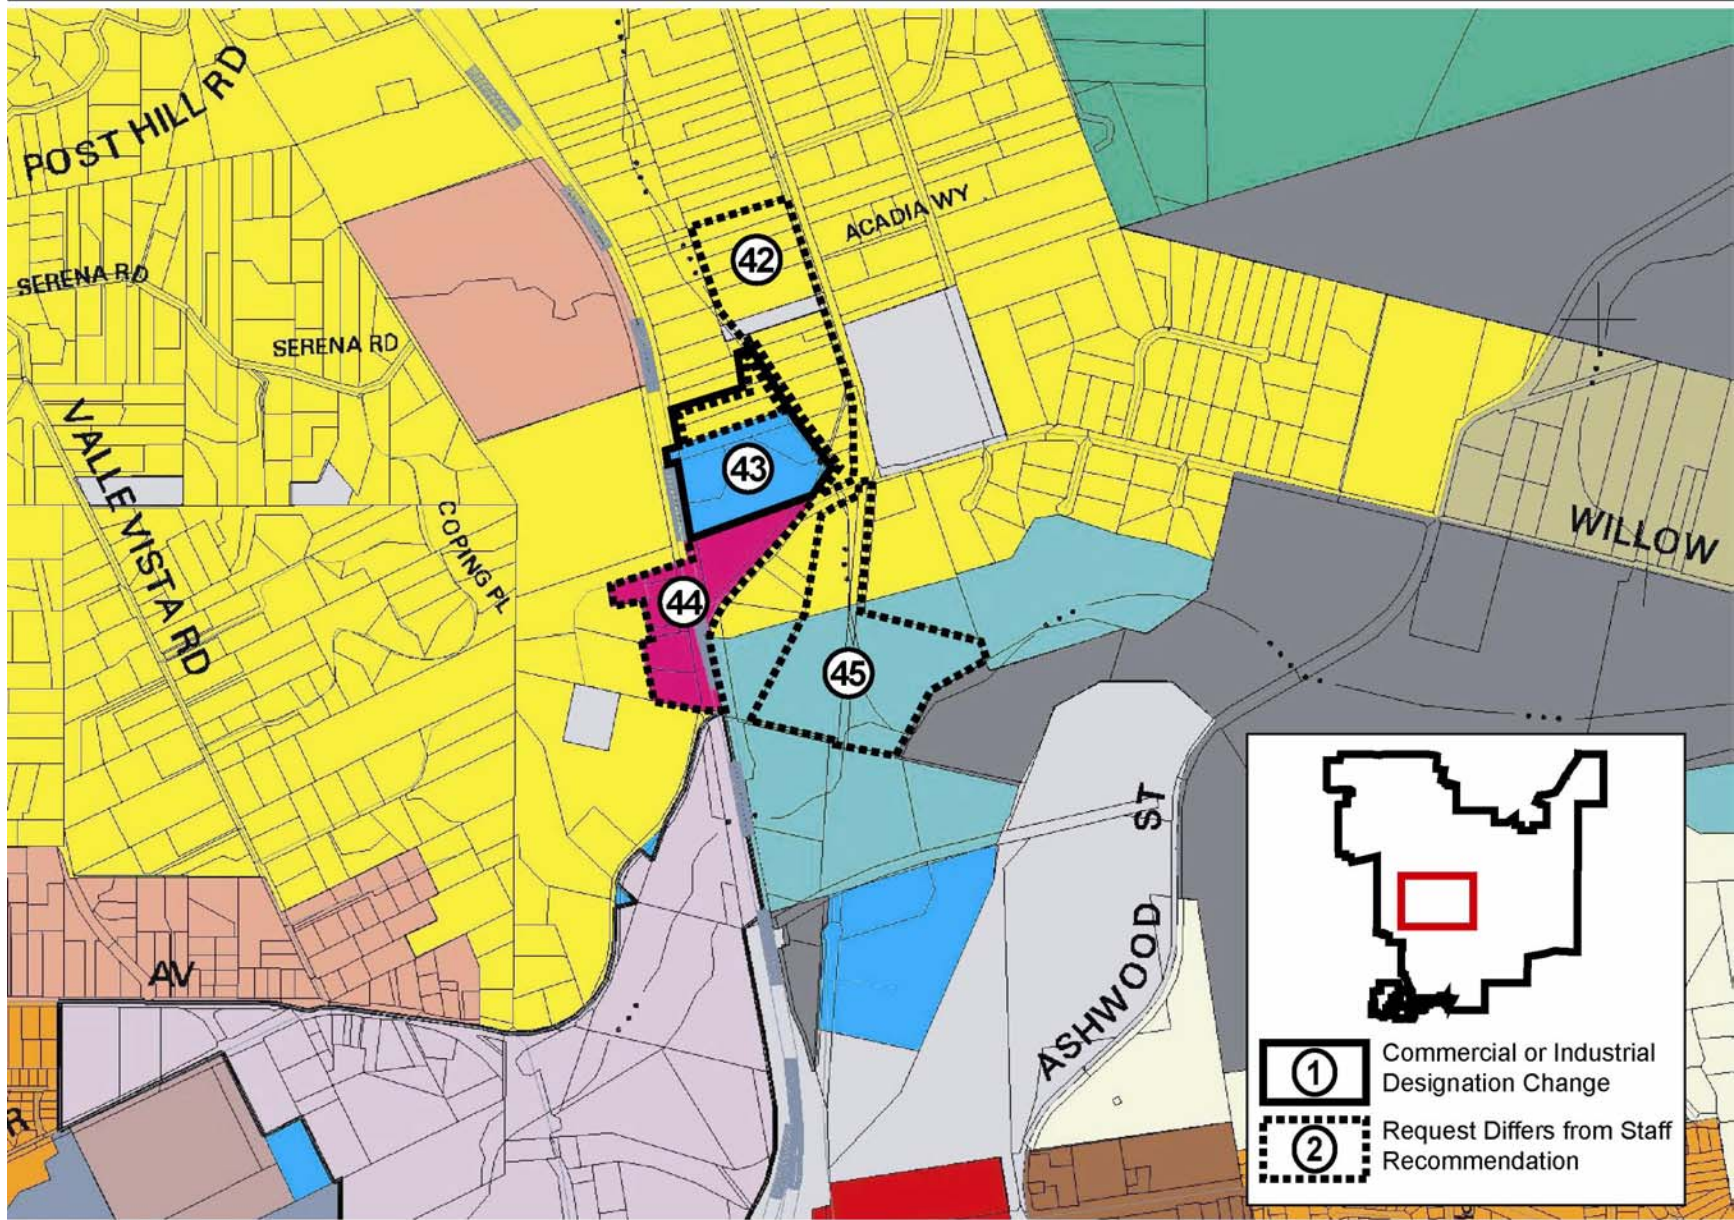 POST HILL RD
ACADIA WY
42
SERENA RD
SERENA RD
43
VALLE VISTA RD
COPING PL
WILLOW
44
45
ST
ASHWOOD
AV
R
1
Commercial or Industrial
Designation Change
2
Request Differs from Staff
Recommendation